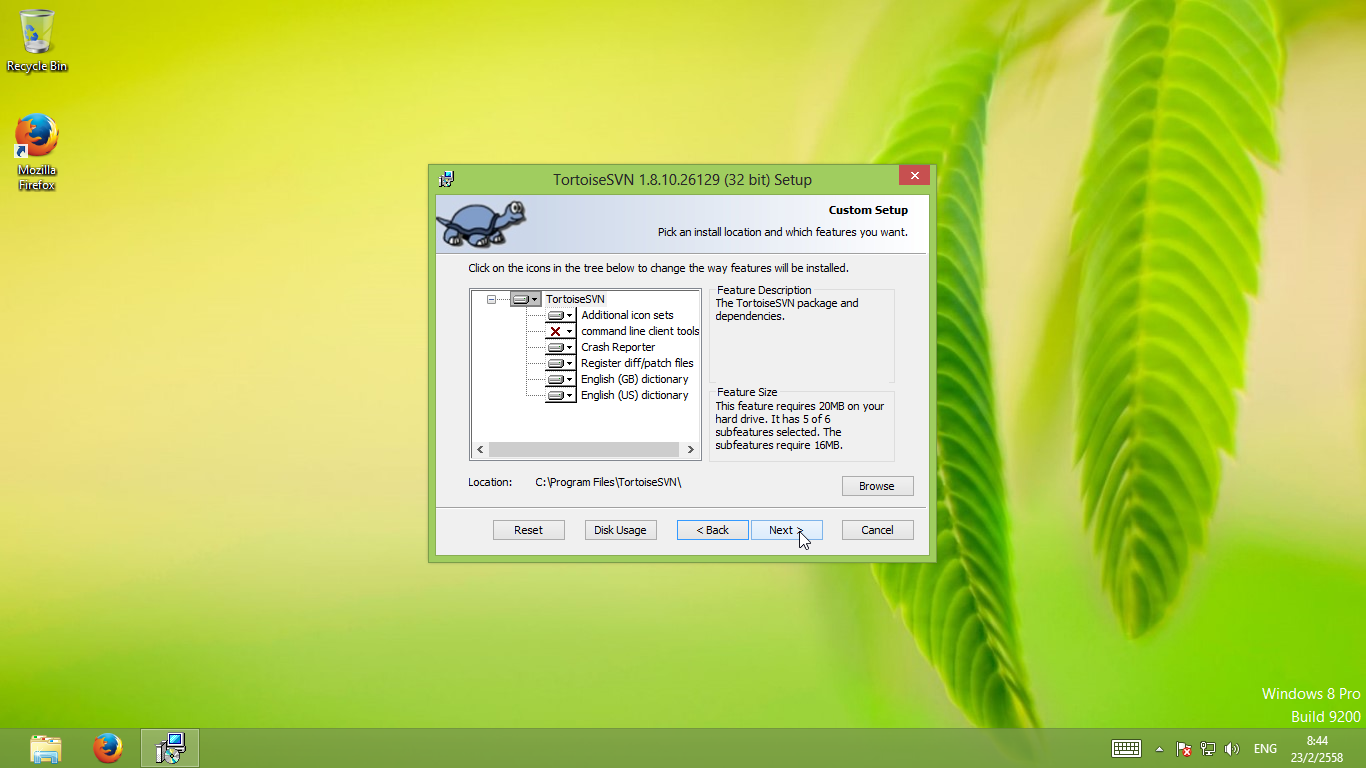 Recycle Bin
Mozilla
Firefox
TortoiseSVN 1.8.10.26129 (32 bit) Setup
Custom Setup
Pick an install location and which features you want.
Click on the icons in the tree below to change the way features will be installed.
TortoiseSVN
Additional icon sets
command line client tools
Crash Reporter
Register diff/patch files
English (GB) dictionary
English (US) dictionary
Feature Description
The TortoiseSVN package and
dependencies.
Feature Size
This feature requires 20MB on your
hard drive. It has 5 of 6
subfeatures selected. The
subfeatures require 16MB.
Location: C:\Program Files\TortoiseSVN\
Browse
Reset Disk Usage < Back Next > Cancel
Windows 8 Pro
Build 9200
ENG
8:44
23/2/2558